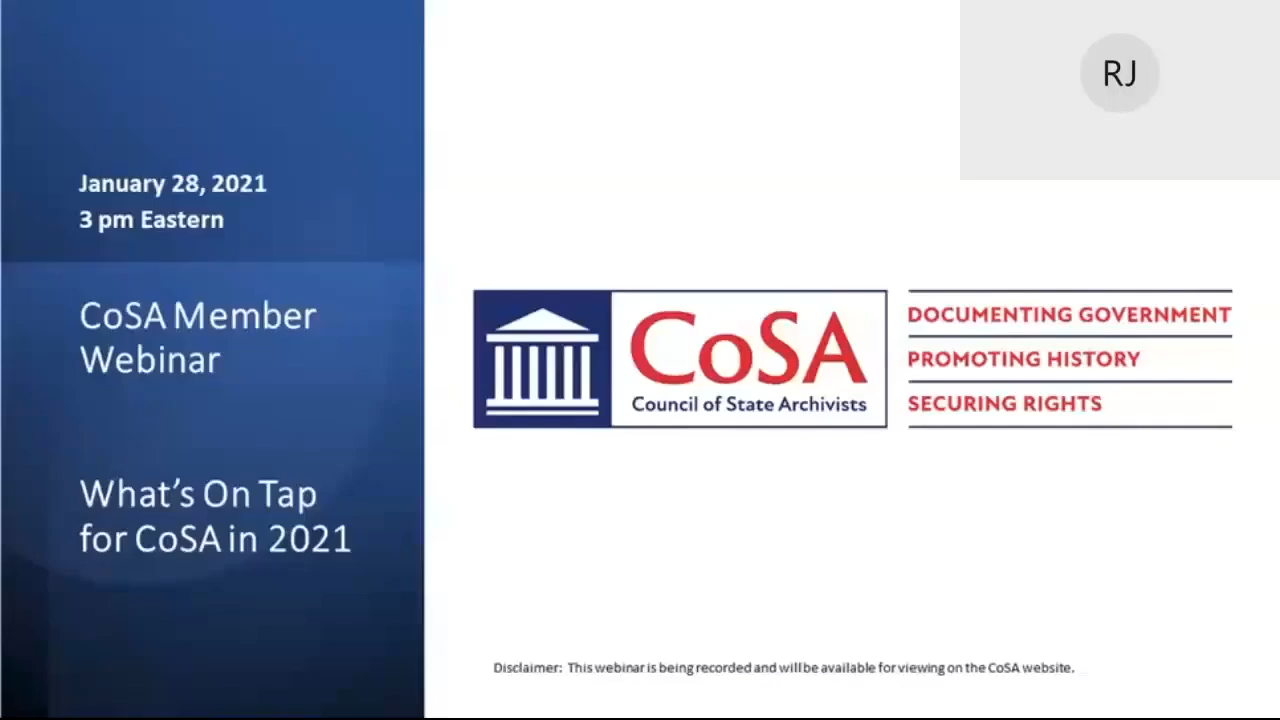 January 28, 2021
3 pm Eastern
CoSA Member
Webinar
What's On Tap
for CoSA in 2021
RJ
CoSA
Council of State Archivists
DOCUMENTING GOVERNMENT
PROMOTING HISTORY
SECURING RIGHTS
Disclaimer: This webinar is being recorded and will be available for viewing on the CoSA website.